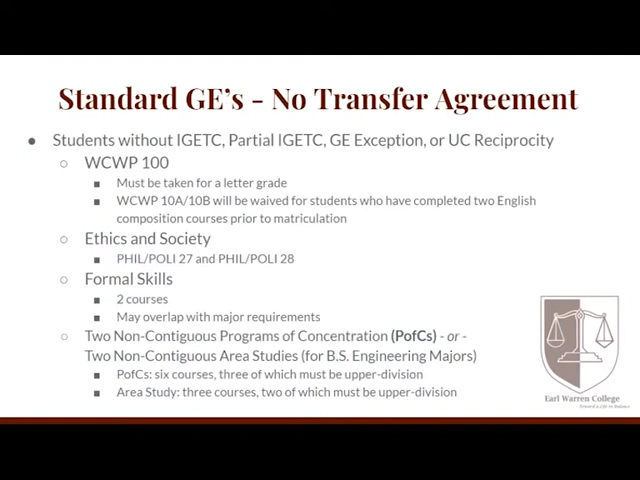 Standard GE's - No Transfer Agreement
● Students without IGETC, Partial IGETC, GE Exception, or UC Reciprocity
○ WCWP 100
■ Must be taken for a letter grade
■ WCWP 10A/10B will be waived for students who have completed two English
composition courses prior to matriculation
○ Ethics and Society
■ PHIL/POLI 27 and PHIL/POLI 28
○ Formal Skills
■ 2 courses
■ May overlap with major requirements
○ Two Non-Contiguous Programs of Concentration (PofCs) - or -
Two Non-Contiguous Area Studies (for B.S. Engineering Majors)
■ PofCs: six courses, three of which must be upper-division
■ Area Study: three courses, two of which must be upper-division
Earl Warren College
Toward a Life in Balance